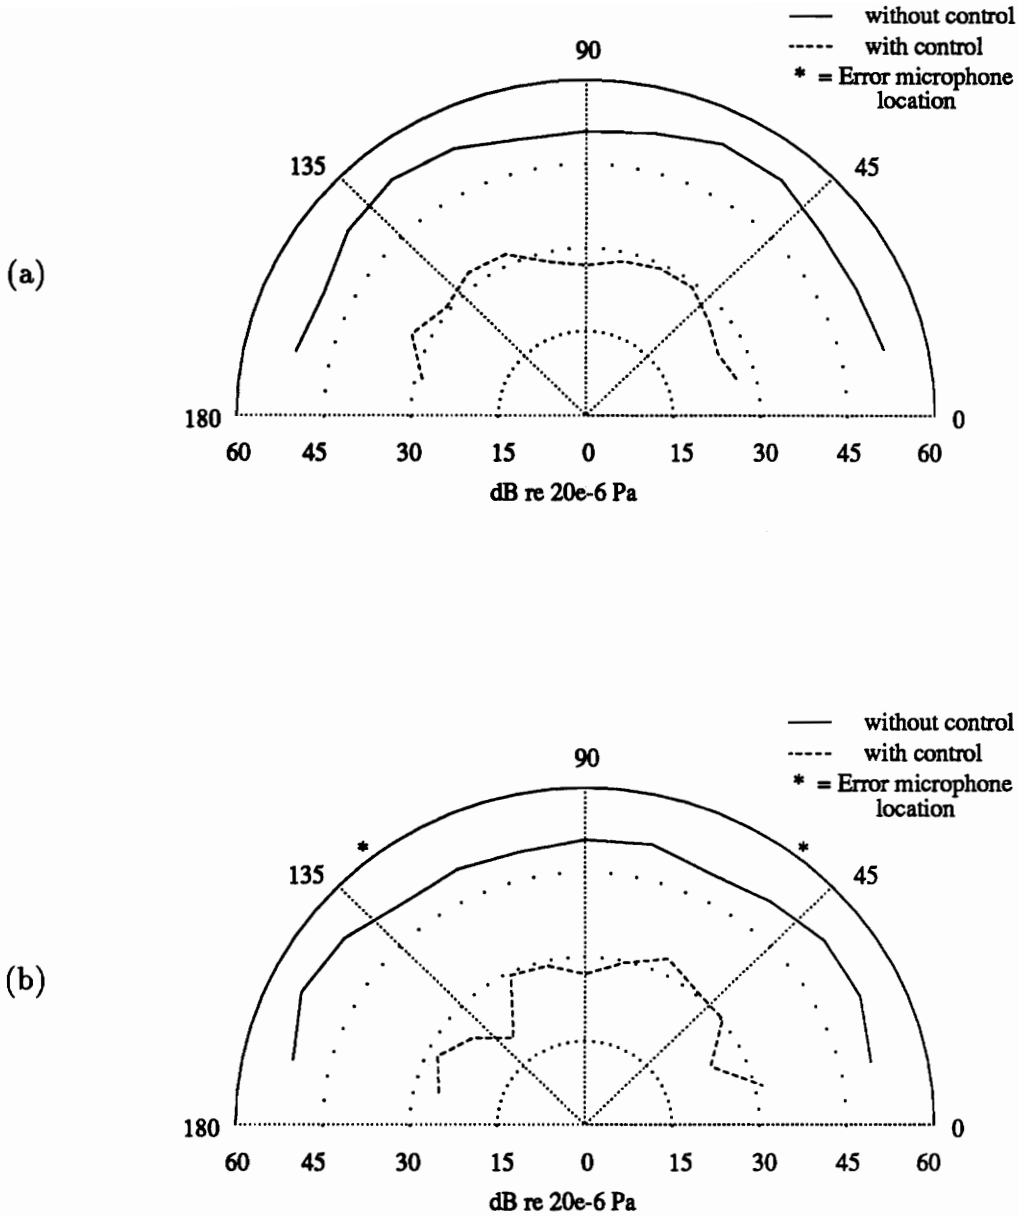 without control
with control
* = Error microphone
location
90
135
45
(a)
180
0
60 45 30 15 0 15 30 45 60
dB re 20e-6 Pa
without control
with control
* = Error microphone
location
90
*
*
135
45
(b)
180
0
60 45 30 15 0 15 30 45 60
dB re 20e-6 Pa